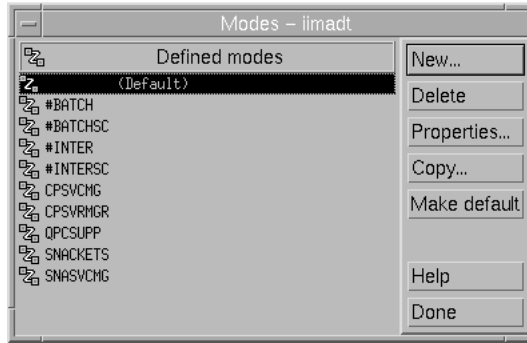 Modes – iimadt
Defined modes
(Default)
#BATCH
#BATCHSC
#INTER
#INTERSC
CPSVCMG
CPSVRMGR
QPCSUPP
SNACKETS
SNASVCMG
New...
Delete
Properties...
Copy...
Make default
Help
Done